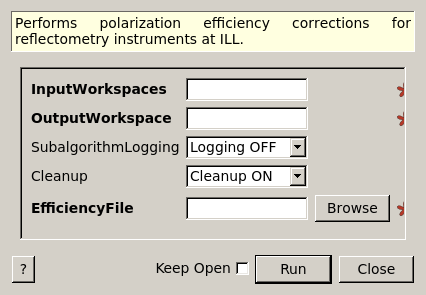 Performs polarization efficiency corrections for
reflectometry instruments at ILL.
InputWorkspaces
OutputWorkspace
SubalgorithmLogging Logging OFF
Cleanup Cleanup ON
EfficiencyFile Browse
? Keep Open Run Close